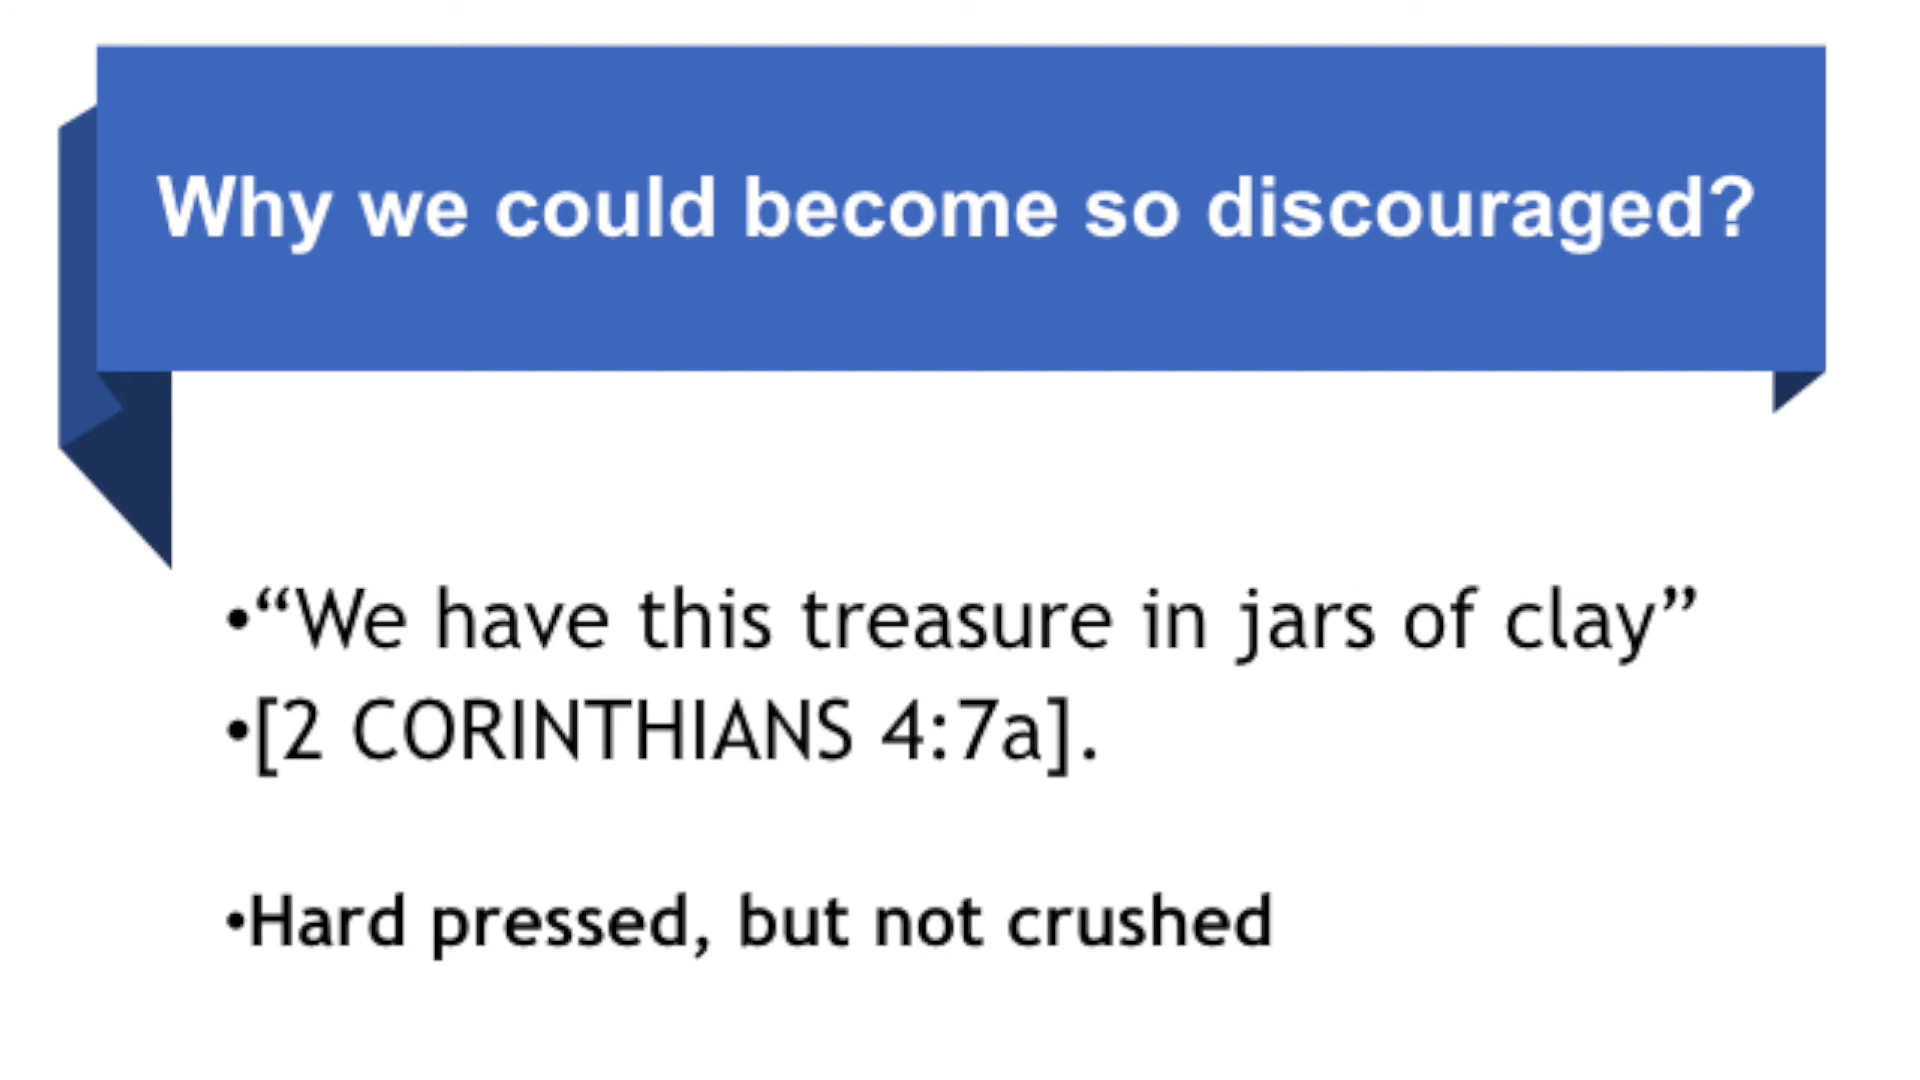 Why we could become so discouraged?
•“We have this treasure in jars of clay”
•[2 CORINTHIANS 4:7a].
•Hard pressed, but not crushed